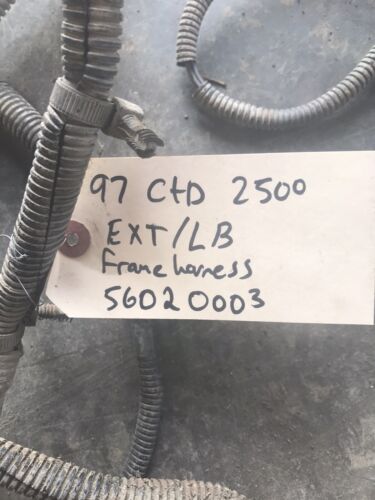 97 CtD 2500
EXT/LB
Frame harness
56020003